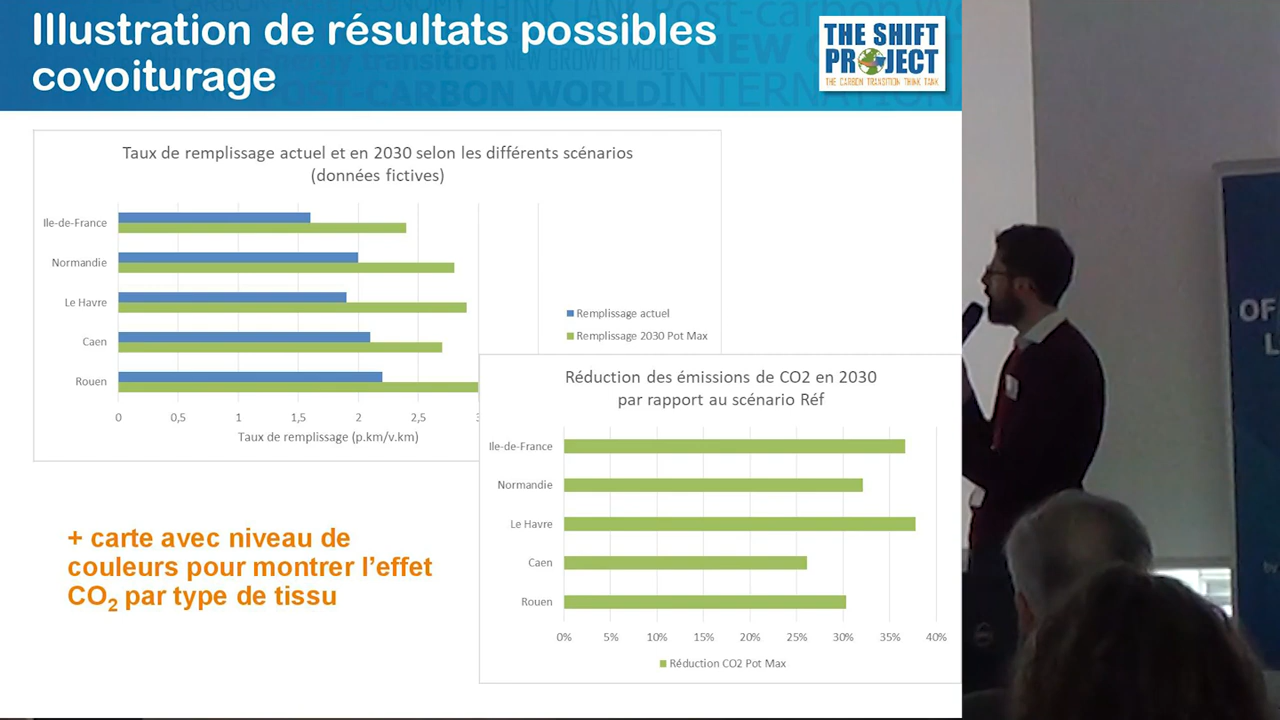 Illustration de résultats possibles
covoiturage
THE SHIFT
PROJECT
THE CARBON TRANSITION THINK TANK
Taux de remplissage actuel et en 2030 selon les différents scénarios
(données fictives)
Ile-de-France
Normandie
Le Havre
Caen
Rouen
0 0,5 1 1,5 2 2,5
Taux de remplissage (p.km/v.km)
Remplissage actuel
Remplissage 2030 Pot Max
Réduction des émissions de CO2 en 2030
par rapport au scénario Réf
Ile-de-France
Normandie
Le Havre
Caen
Rouen
0% 5% 10% 15% 20% 25% 30% 35% 40%
Réduction CO2 Pot Max
+ carte avec niveau de
couleurs pour montrer l'effet
CO₂ par type de tissu
OF
L
by